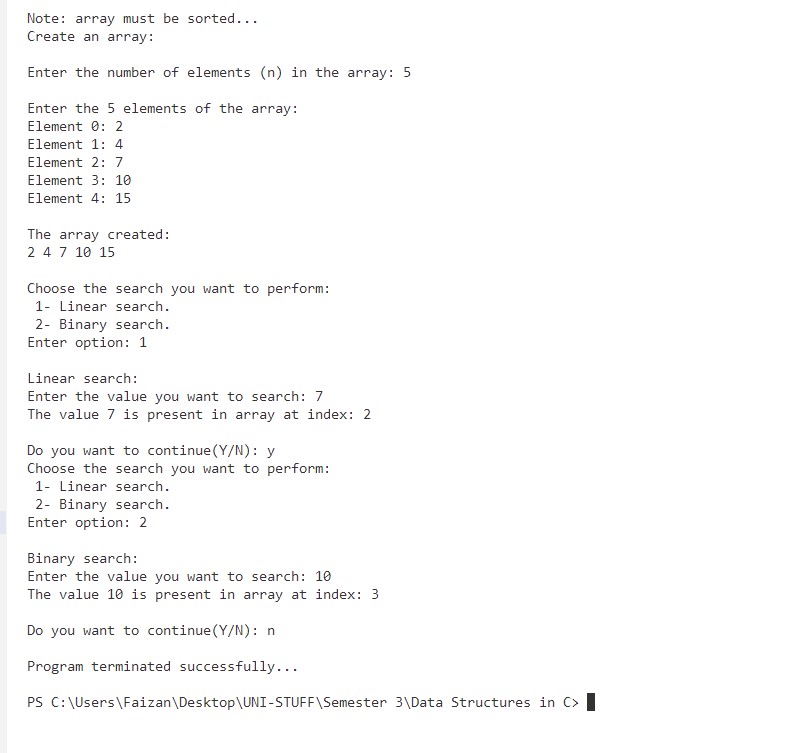 Note: array must be sorted...
Create an array:
Enter the number of elements (n) in the array: 5
Enter the 5 elements of the array:
Element 0: 2
Element 1: 4
Element 2: 7
Element 3: 10
Element 4: 15
The array created:
2 4 7 10 15
Choose the search you want to perform:
1- Linear search.
2- Binary search.
Enter option: 1
Linear search:
Enter the value you want to search: 7
The value 7 is present in array at index: 2
Do you want to continue(Y/N): y
Choose the search you want to perform:
1- Linear search.
2- Binary search.
Enter option: 2
Binary search:
Enter the value you want to search: 10
The value 10 is present in array at index: 3
Do you want to continue(Y/N): n
Program terminated successfully...
PS C:\Users\Faizan\Desktop\UNI-STUFF\Semester 3\Data Structures in C>